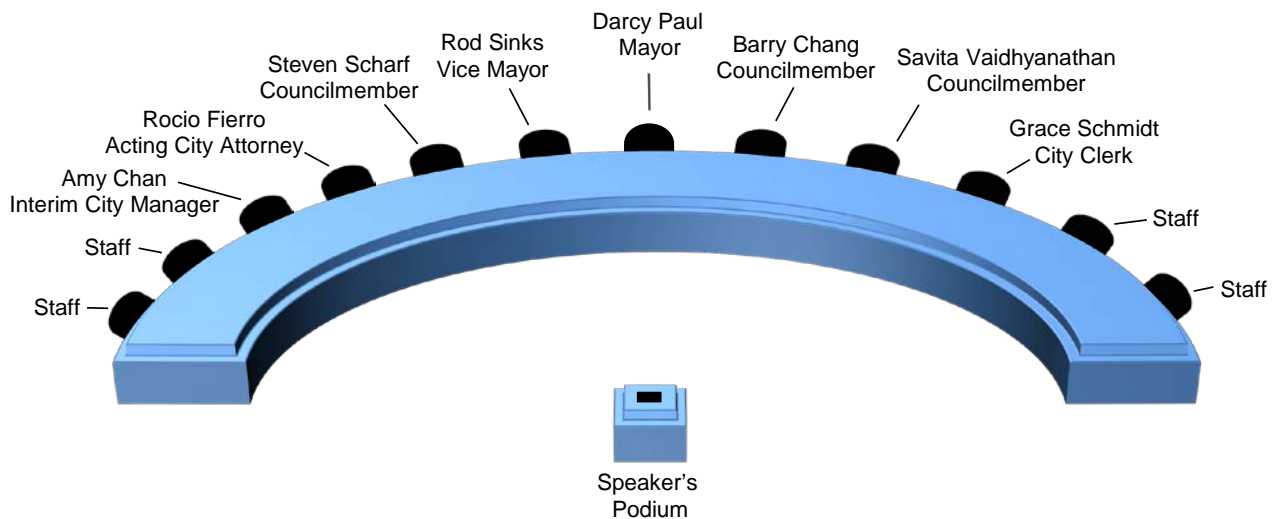 Darcy Paul
Mayor
Rod Sinks
Vice Mayor
Barry Chang
Councilmember
Steven Scharf
Councilmember
Savita Vaidhyanathan
Councilmember
Rocio Fierro
Acting City Attorney
Grace Schmidt
City Clerk
Amy Chan
Interim City Manager
Staff
Staff
Staff
Staff
Speaker's
Podium